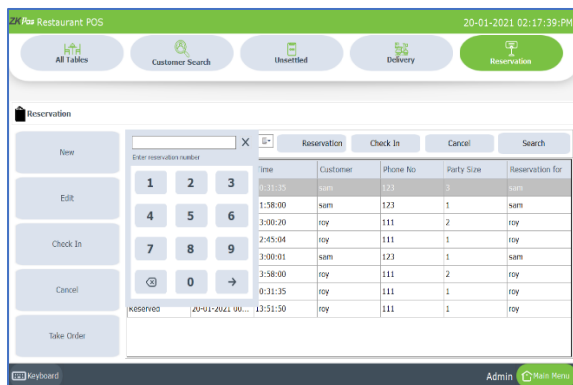 ZKPos Restaurant POS 20-01-2021 02:17:39:PM
All Tables Customer Search Unsettled Delivery Reservation
Reservation
New
Edit
Check In
Cancel
Take Order
X
Enter reservation number
1 2 3
4 5 6
7 8 9
0
Reservation Check In Cancel Search
Time Customer Phone No Party Size Reservation for
0:31:35 sam 123 3 sam
1:58:00 sam 123 1 sam
3:00:20 roy 111 2 roy
2:45:04 roy 111 1 roy
3:00:01 sam 123 1 sam
3:58:00 roy 111 2 roy
0:31:35 roy 111 1 roy
Reserved 20-01-2021 00... 13:51:50 roy 111 1 roy
Keyboard Admin Main Menu